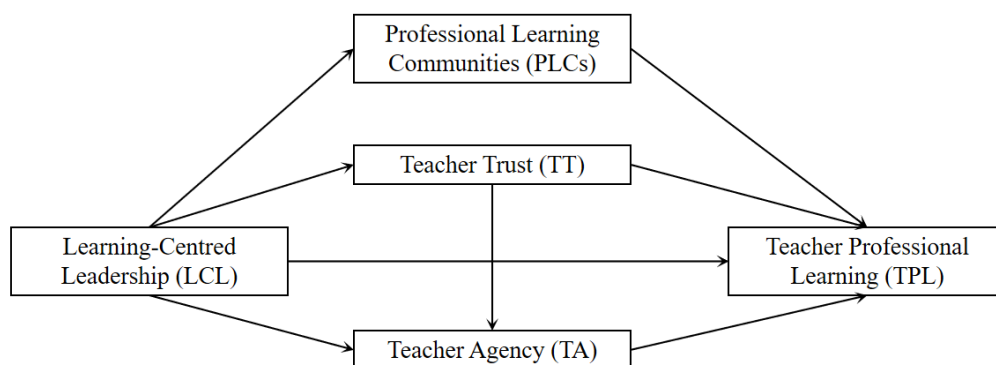 Professional Learning
Communities (PLCs)
Teacher Trust (TT)
Learning-Centred
Leadership (LCL)
Teacher Professional
Learning (TPL)
Teacher Agency (TA)